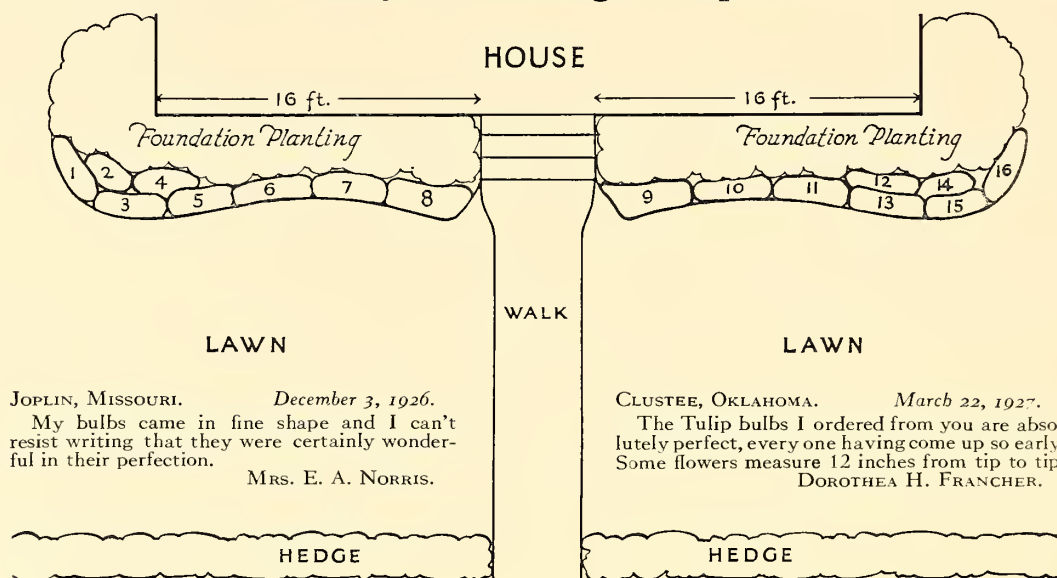 HOUSE
16 ft.
16 ft.
Foundation Planting
Foundation Planting
1
2
3
4
5
6
7
8
9
10
11
12
13
14
15
16
WALK
LAWN
LAWN
JOPLIN, MISSOURI. December 3, 1926.
My bulbs came in fine shape and I can't
resist writing that they were certainly wonder-
ful in their perfection.
MRS. E. A. NORRIS.
CLUSTEE, OKLAHOMA. March 22, 1927.
The Tulip bulbs I ordered from you are abso
lutely perfect, every one having come up so early
Some flowers measure 12 inches from tip to tip
DOROTHEA H. FRANCHER.
HEDGE
HEDGE